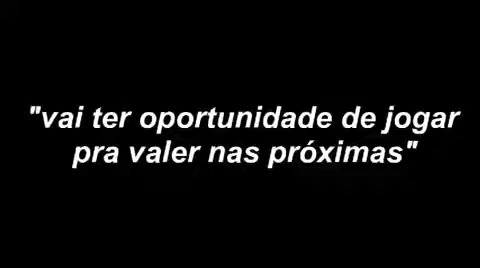 "vai ter oportunidade de jogar
pra valer nas próximas"